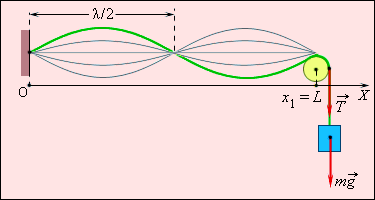 λ/2
O
x₁ = L
X
T⃗
mg⃗